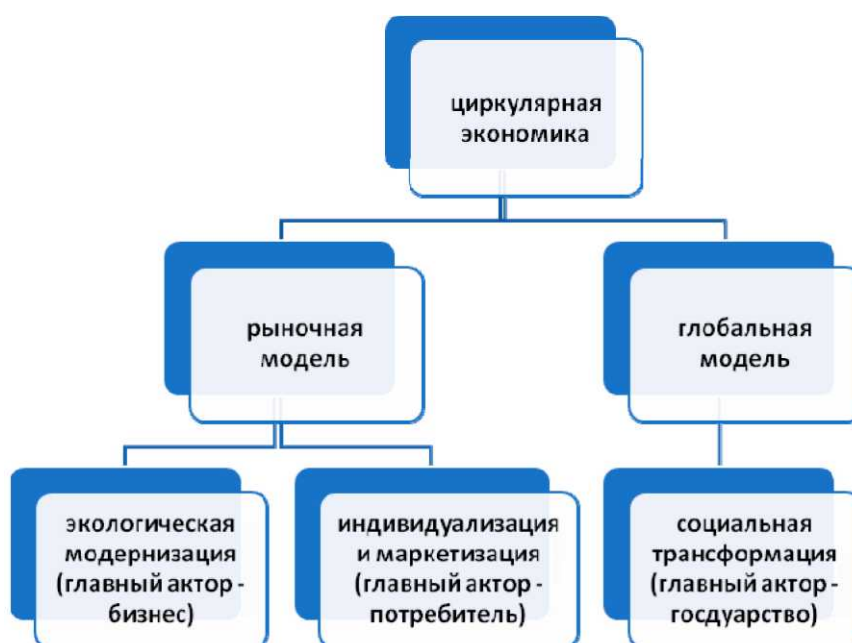 циркулярная
экономика
рыночная
модель
глобальная
модель
экологическая
модернизация
(главный актор -
бизнес)
индивидуализация
и маркетизация
(главный актор -
потребитель)
социальная
трансформация
(главный актор -
госдуарство)